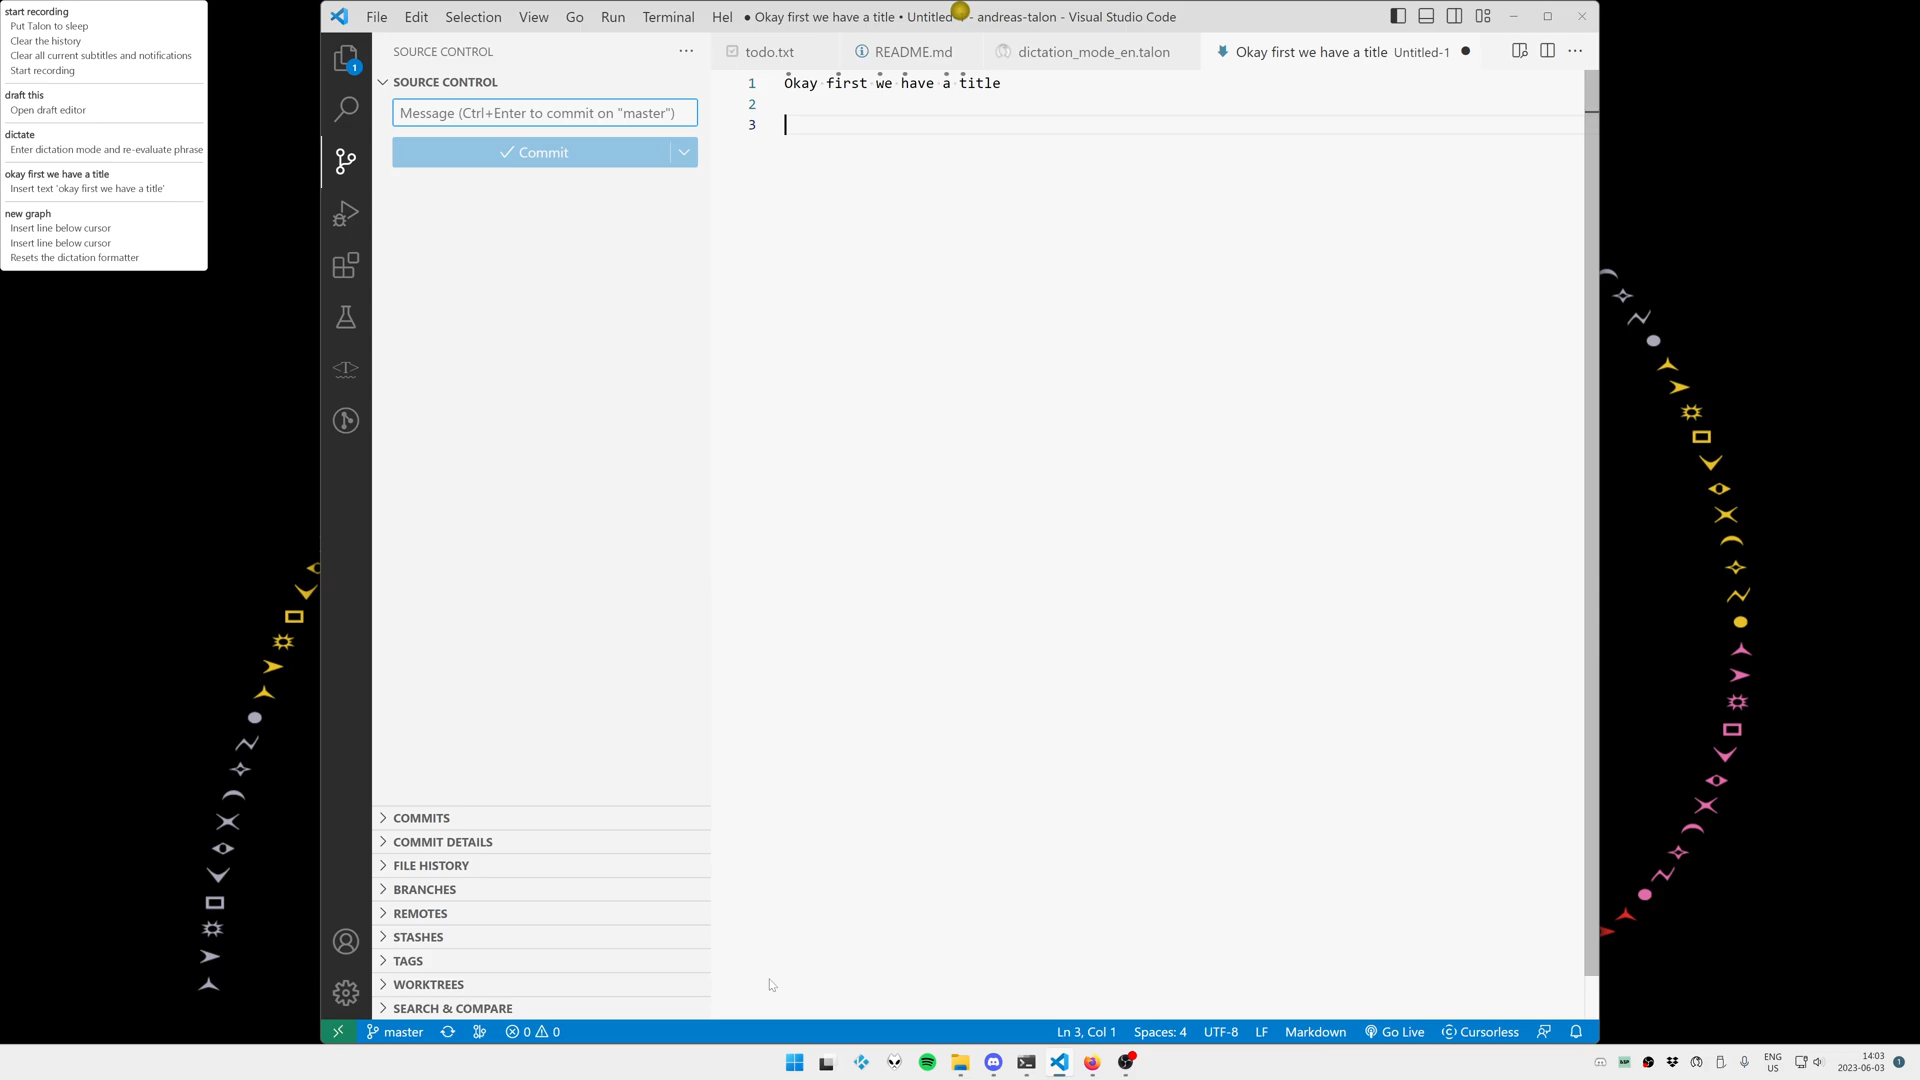 start recording
Put Talon to sleep
Clear the history
Clear all current subtitles and notifications
Start recording
draft this
Open draft editor
dictate
Enter dictation mode and re-evaluate phrase
okay first we have a title
Insert text 'okay first we have a title'
new graph
Insert line below cursor
Insert line below cursor
Resets the dictation formatter
File Edit Selection View Go Run Terminal Hel
● Okay first we have a title • Untitled-1 - andreas-talon - Visual Studio Code
SOURCE CONTROL
todo.txt
README.md
dictation_mode_en.talon
Okay first we have a title Untitled-1
SOURCE CONTROL
Message (Ctrl+Enter to commit on "master")
Commit
1
1 Okay first we have a title
2
3
COMMITS
COMMIT DETAILS
FILE HISTORY
BRANCHES
REMOTES
STASHES
TAGS
WORKTREES
SEARCH & COMPARE
master 0 0
Ln 3, Col 1 Spaces: 4 UTF-8 LF Markdown Go Live Cursorless
ENG
US
14:03
2023-06-03
1